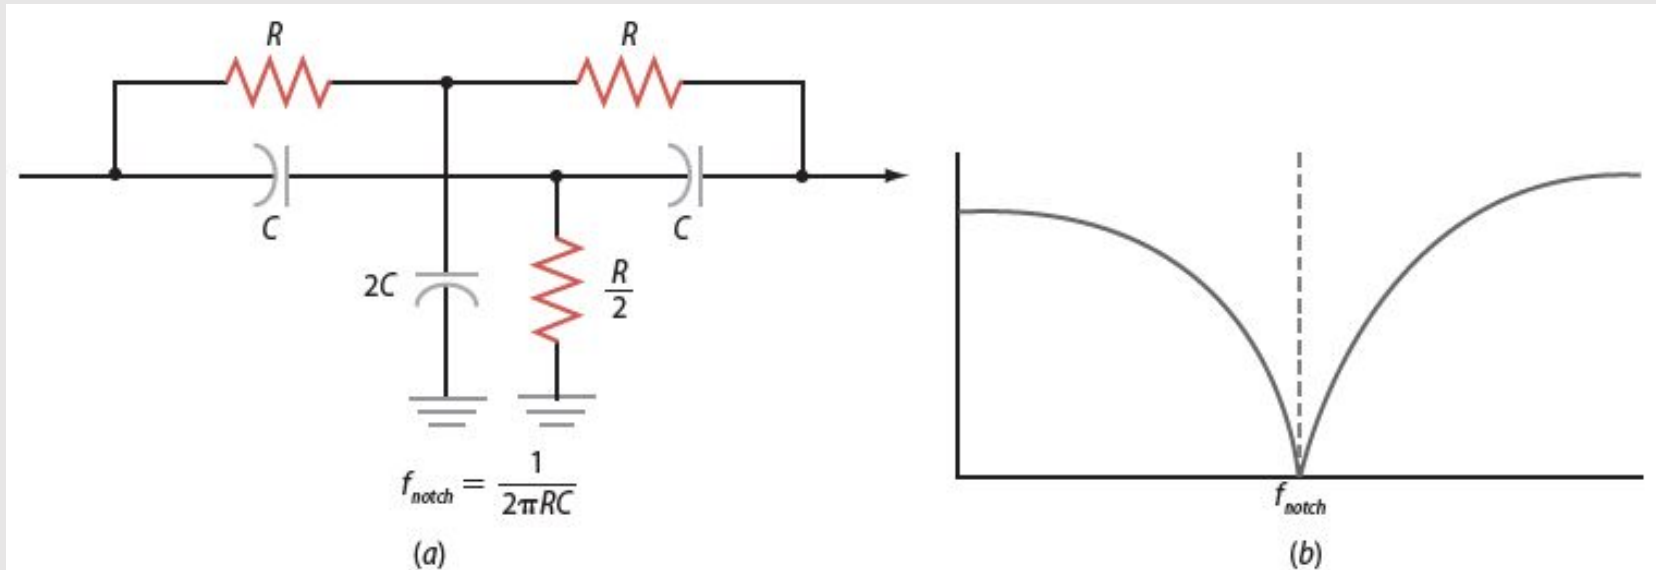 R R
C C
2C R/2
f_notch = 1/2πRC
f_notch
(a) (b)